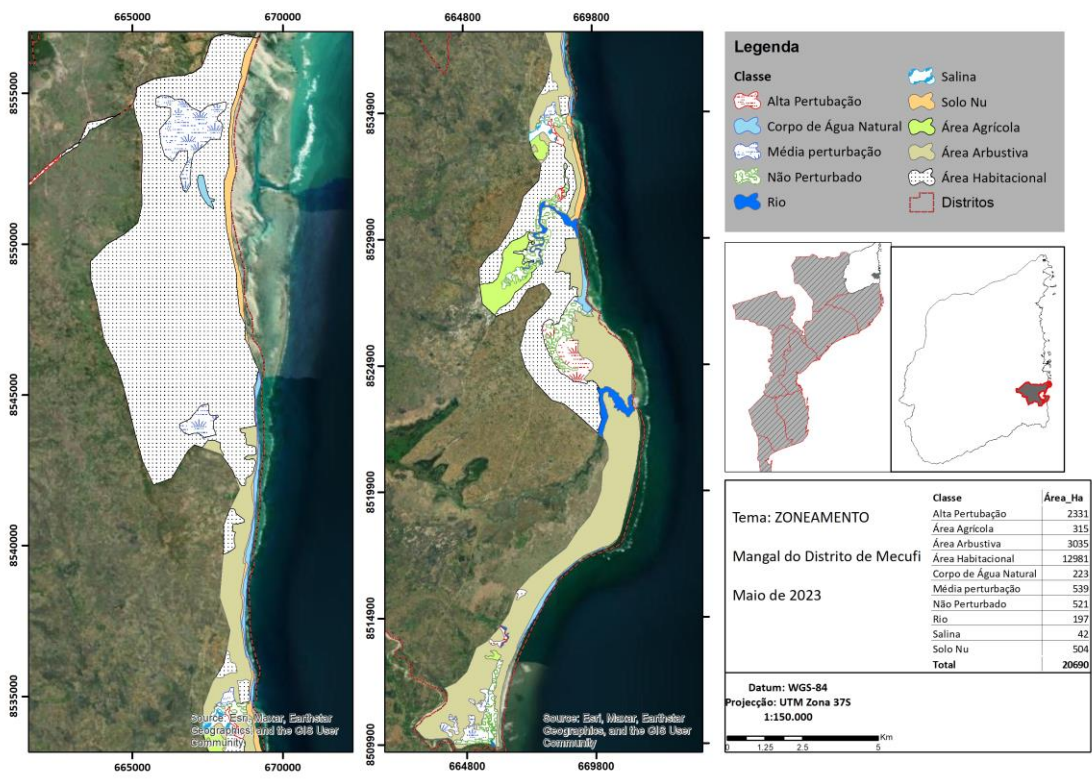 665000 670000
664800 669800
8555000
8550000
8545000
8540000
8535000
8534900
8529900
8524900
8519900
8514900
8509900
Source: Esri, Maxar, Earthstar
Geographics, and the GIS User
Community
665000 670000
Source: Esri, Maxar, Earthstar
Geographics, and the GIS User
Community
664800 669800
Legenda
Classe
Alta Pertubação
Corpo de Água Natural
Média perturbação
Não Perturbado
Rio
Salina
Solo Nu
Área Agrícola
Área Arbustiva
Área Habitacional
Distritos
Tema: ZONEAMENTO
Mangal do Distrito de Mecufi
Maio de 2023
Classe Área_Ha
Alta Pertubação 2331
Área Agrícola 315
Área Arbustiva 3035
Área Habitacional 12981
Corpo de Água Natural 223
Média perturbação 539
Não Perturbado 521
Rio 197
Salina 42
Solo Nu 504
Total 20690
Datum: WGS-84
Projecção: UTM Zona 37S
1:150.000
Km
0 1.25 2.5 5